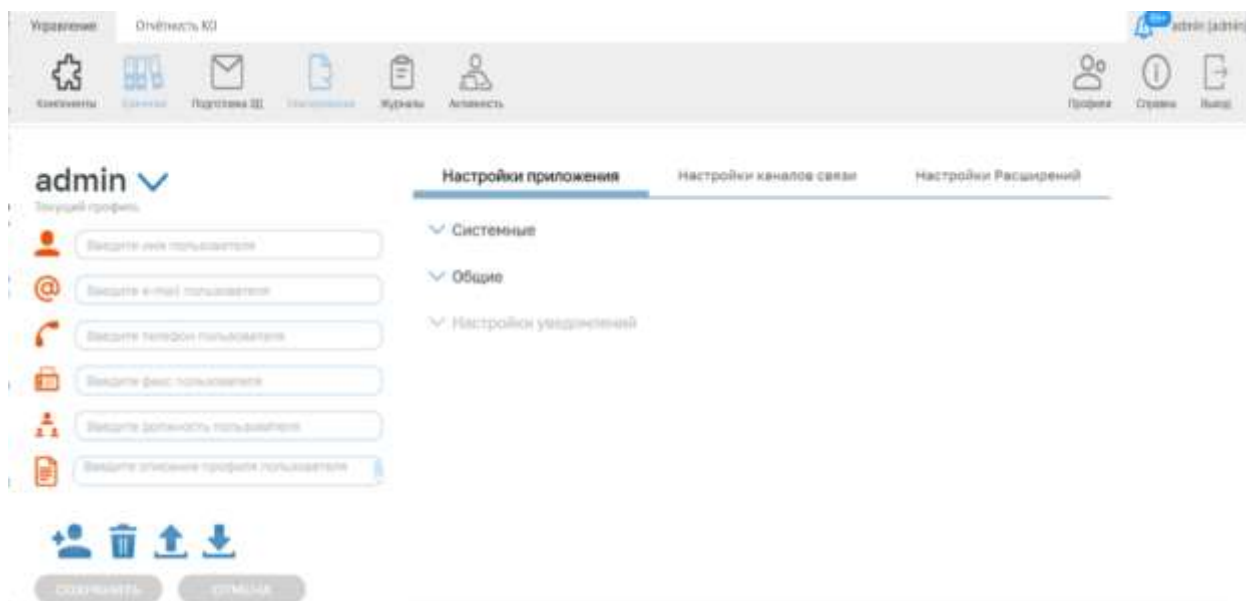 Управление Отчётность КО admin (admin)
Компоненты Подготовка ЭД Журналы Активность Профили Справка Выход
admin
Настройки приложения Настройки каналов связи Настройки Расширений
Текущий профиль
Системные
Введите имя пользователя
Общие
Введите e-mail пользователя
Настройки уведомлений
Введите телефон пользователя
Введите факс пользователя
Введите должность пользователя
Введите описание профиля пользователя
СОХРАНИТЬ ОТМЕНА